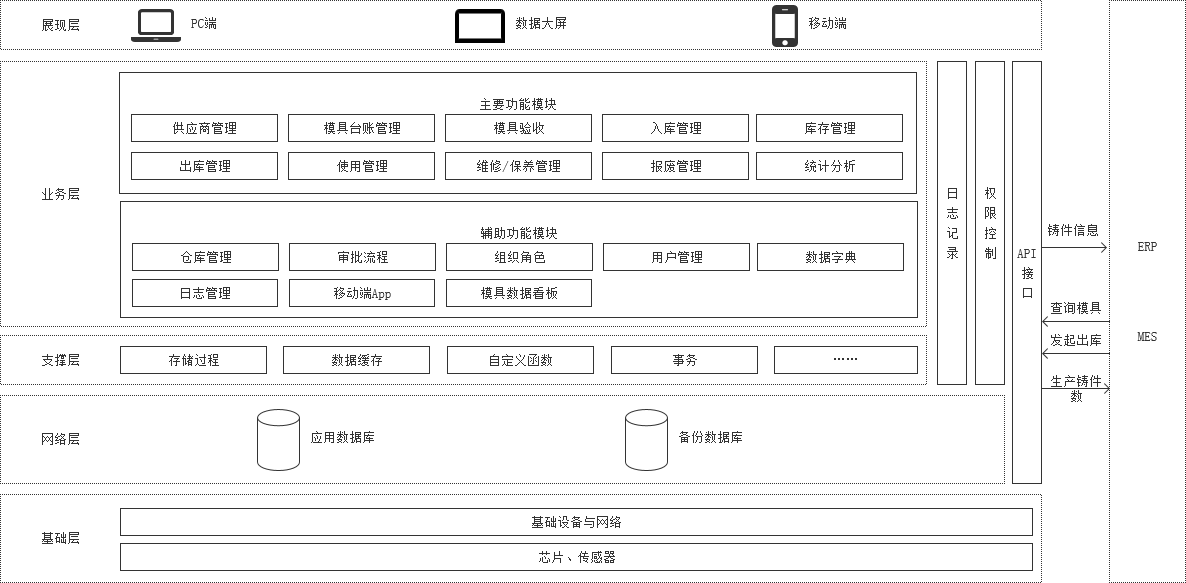 展现层
PC端
数据大屏
移动端
业务层
主要功能模块
供应商管理
模具台账管理
模具验收
入库管理
库存管理
出库管理
使用管理
维修/保养管理
报废管理
统计分析
辅助功能模块
仓库管理
审批流程
组织角色
用户管理
数据字典
日志管理
移动端App
模具数据看板
支撑层
存储过程
数据缓存
自定义函数
事务
……
网络层
应用数据库
备份数据库
基础层
基础设备与网络
芯片、传感器
日
志
记
录
权
限
控
制
API
接
口
铸件信息
查询模具
发起出库
生产铸件
数
ERP
MES